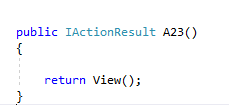 public IActionResult A23()
{
return View();
}